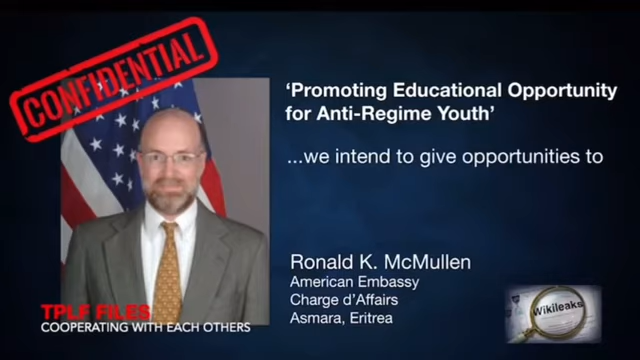 CONFIDENTIAL
‘Promoting Educational Opportunity
for Anti-Regime Youth’
...we intend to give opportunities to
Ronald K. McMullen
American Embassy
Charge d’Affairs
Asmara, Eritrea
TPLF FILES
COOPERATING WITH EACH OTHERS
Wikileaks